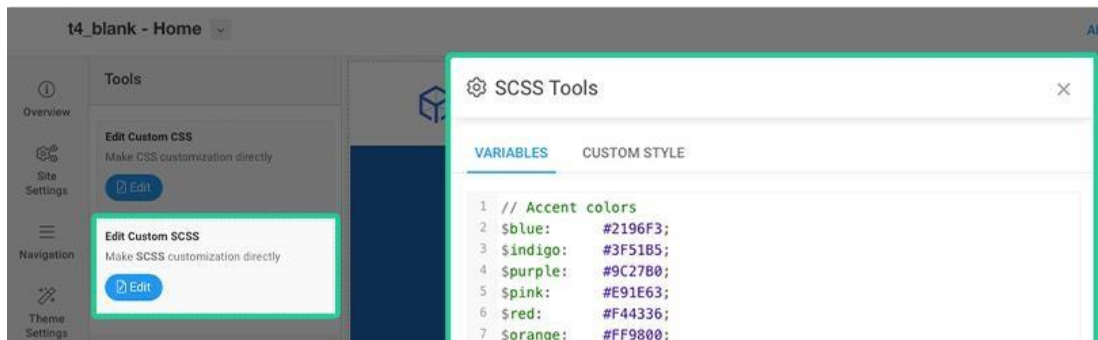 t4_blank - Home
Overview
Site
Settings
Navigation
Theme
Settings
Tools
Edit Custom CSS
Make CSS customization directly
Edit
Edit Custom SCSS
Make SCSS customization directly
Edit
SCSS Tools
VARIABLES CUSTOM STYLE
1 // Accent colors
2 $blue: #2196F3;
3 $indigo: #3F51B5;
4 $purple: #9C27B0;
5 $pink: #E91E63;
6 $red: #F44336;
7 $orange: #FF9800;